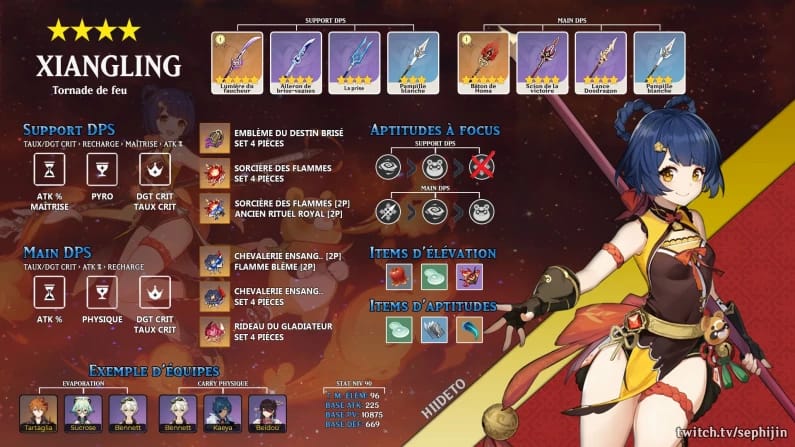 XIANGLING
Tornade de feu
SUPPORT DPS
Lumière du
faucheur
Aileron de
brise-vagues
La prise
Pampille
blanche
MAIN DPS
Bâton de
Homa
Scion de la
victoire
Lance
Dosdragon
Pampille
blanche
SUPPORT DPS
TAUX/DGT CRIT › RECHARGE › MAÎTRISE › ATK %
ATK %
MAÎTRISE
PYRO
DGT CRIT
TAUX CRIT
EMBLÈME DU DESTIN BRISÉ
SET 4 PIÈCES
SORCIÈRE DES FLAMMES
SET 4 PIÈCES
SORCIÈRE DES FLAMMES [2P]
ANCIEN RITUEL ROYAL [2P]
APTITUDES À FOCUS
SUPPORT DPS
MAIN DPS
MAIN DPS
TAUX/DGT CRIT › ATK % › RECHARGE
ATK %
PHYSIQUE
DGT CRIT
TAUX CRIT
CHEVALERIE ENSANG.. [2P]
FLAMME BLÊME [2P]
CHEVALERIE ENSANG..
SET 4 PIÈCES
RIDEAU DU GLADIATEUR
SET 4 PIÈCES
ITEMS D'ÉLÉVATION
ITEMS D'APTITUDES
EXEMPLE D'ÉQUIPES
EVAPORATION
Tartaglia
Sucrose
Bennett
CARRY PHYSIQUE
Bennett
Kaeya
Beidou
STAT NIV 90
M. ÉLÉM: 96
BASE ATK: 225
BASE PV: 10875
BASE DÉF: 669
HIIDETO
twitch.tv/sephijin